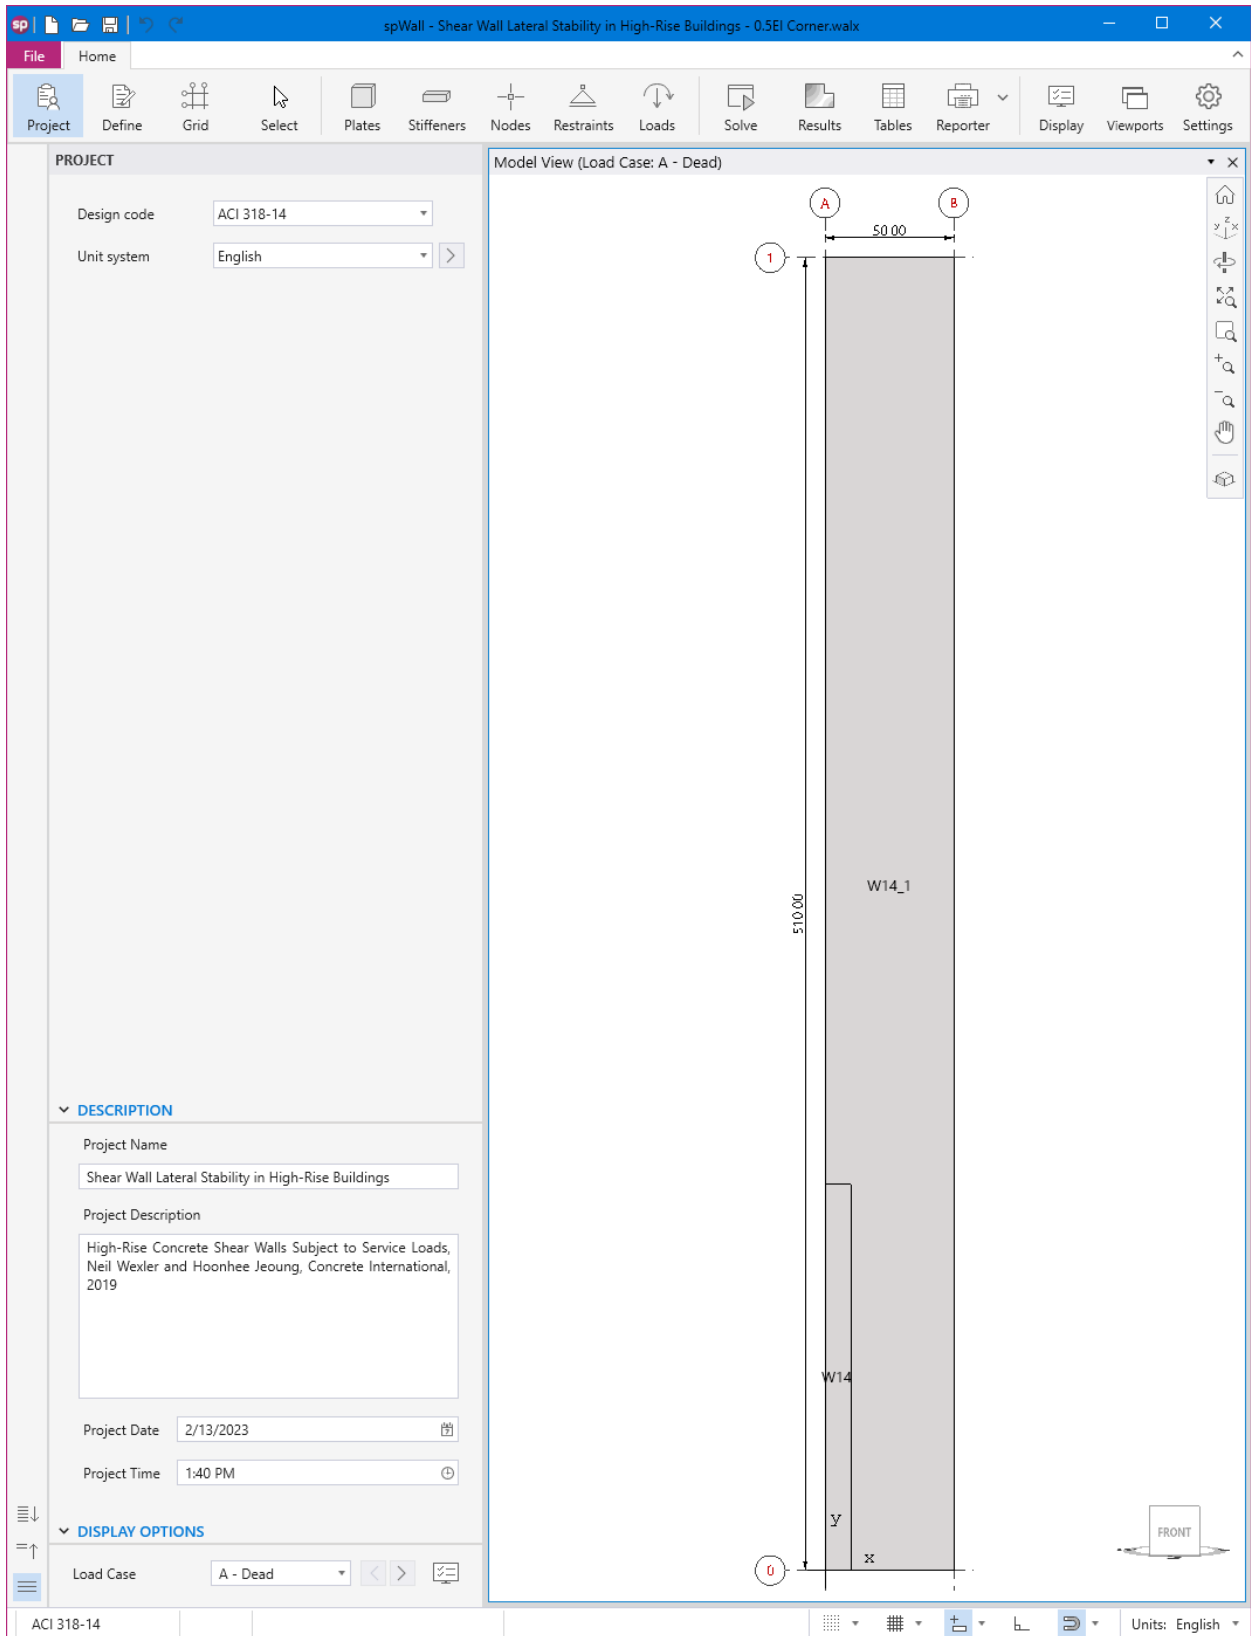 sp
spWall - Shear Wall Lateral Stability in High-Rise Buildings - 0.5EI Corner.walx
File
Home
Project
Define
Grid
Select
Plates
Stiffeners
Nodes
Restraints
Loads
Solve
Results
Tables
Reporter
Display
Viewports
Settings
PROJECT
Design code
ACI 318-14
Unit system
English
DESCRIPTION
Project Name
Shear Wall Lateral Stability in High-Rise Buildings
Project Description
High-Rise Concrete Shear Walls Subject to Service Loads,
Neil Wexler and Hoonhee Jeoung, Concrete International,
2019
Project Date
2/13/2023
Project Time
1:40 PM
DISPLAY OPTIONS
Load Case
A - Dead
Model View (Load Case: A - Dead)
A
B
50.00
1
510.00
W14_1
W14
y
x
0
y z x
FRONT
ACI 318-14
Units: English